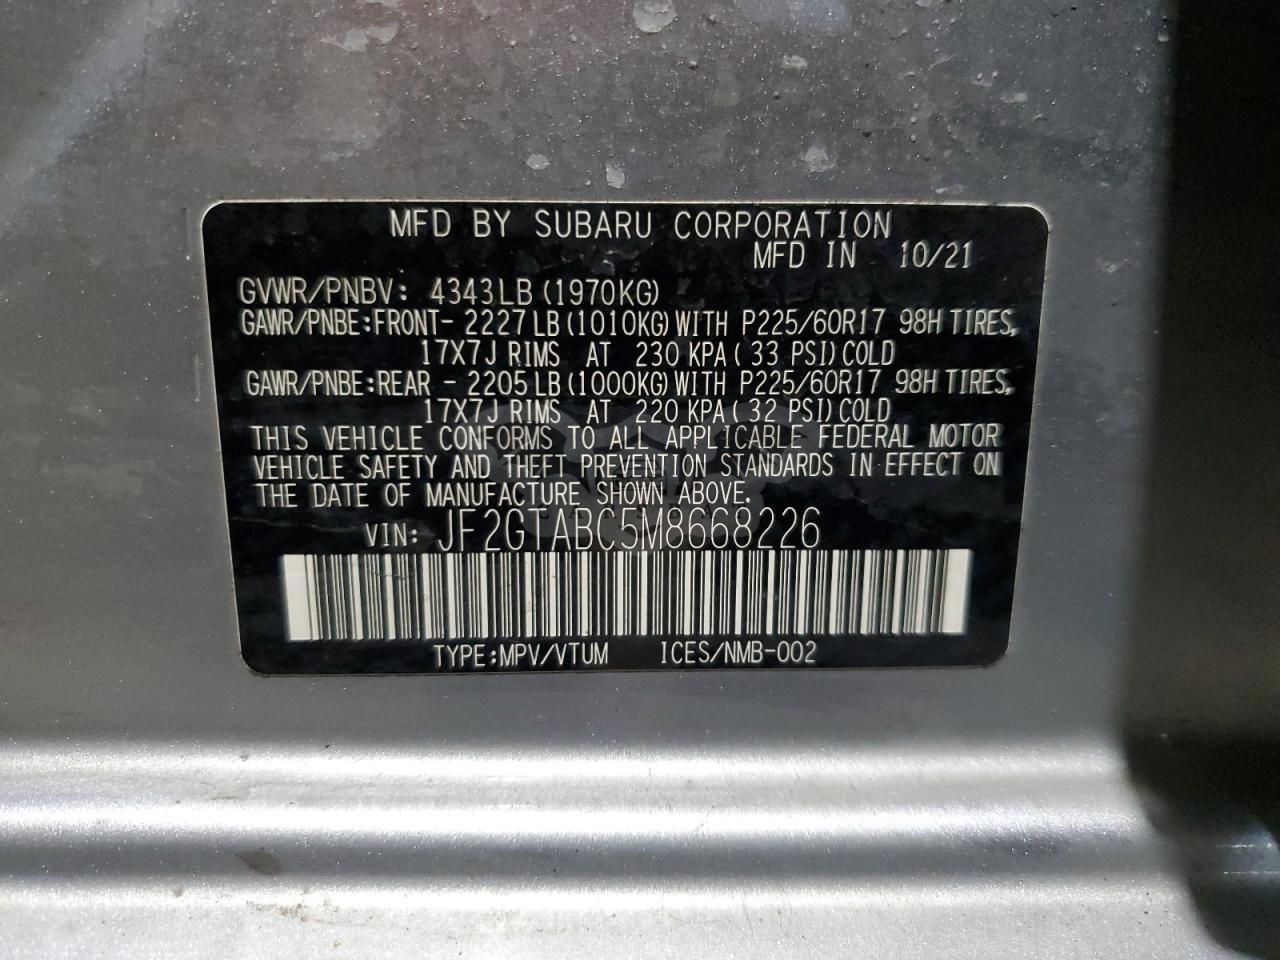 MFD BY SUBARU CORPORATION
MFD IN 10/21
GVWR/PNBV: 4343LB (1970KG)
GAWR/PNBE:FRONT- 2227 LB (1010KG) WITH P225/60R17 98H TIRES,
17X7J RIMS AT 230 KPA ( 33 PSI) COLD
GAWR/PNBE:REAR - 2205 LB (1000KG) WITH P225/60R17 98H TIRES,
17X7J RIMS AT 220 KPA ( 32 PSI) COLD
THIS VEHICLE CONFORMS TO ALL APPLICABLE FEDERAL MOTOR
VEHICLE SAFETY AND THEFT PREVENTION STANDARDS IN EFFECT ON
THE DATE OF MANUFACTURE SHOWN ABOVE.
VIN: JF2GTABC5M8668226
TYPE:MPV/VTUM ICES/NMB-002